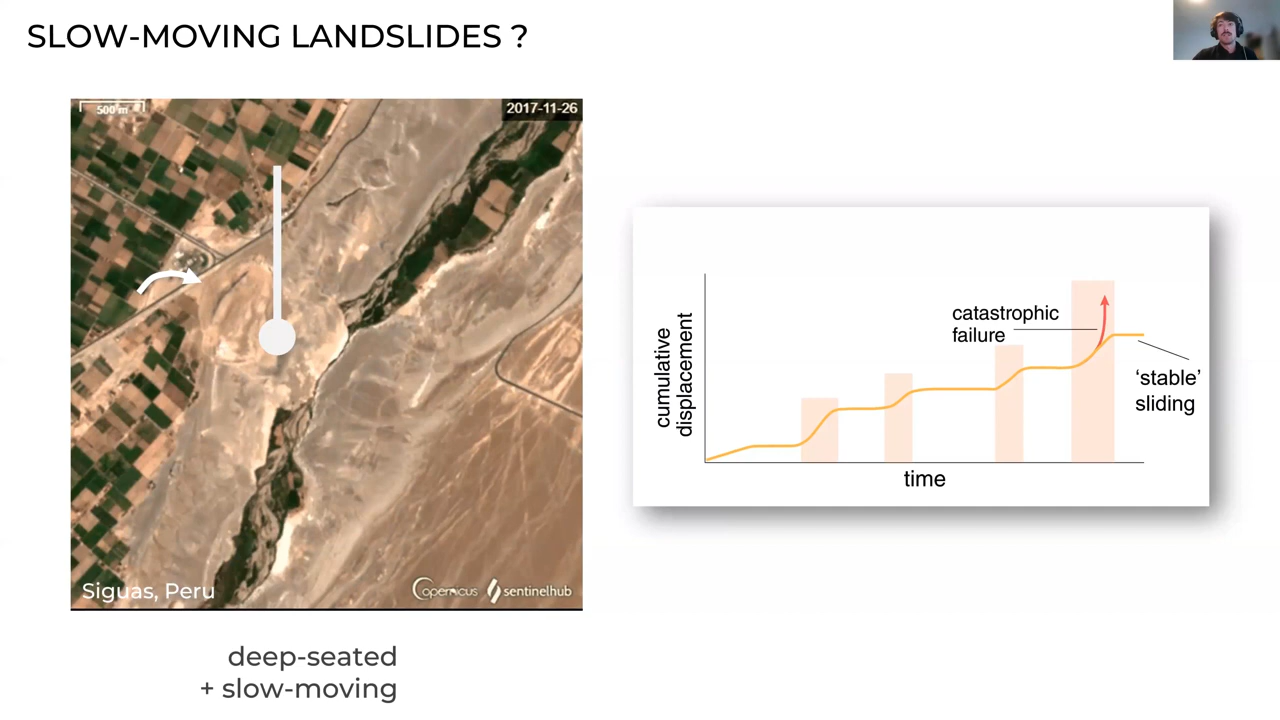 SLOW-MOVING LANDSLIDES ?
500 m
2017-11-26
Siguas, Peru
Copernicus
sentinelhub
deep-seated
+ slow-moving
cumulative
displacement
catastrophic
failure
'stable'
sliding
time